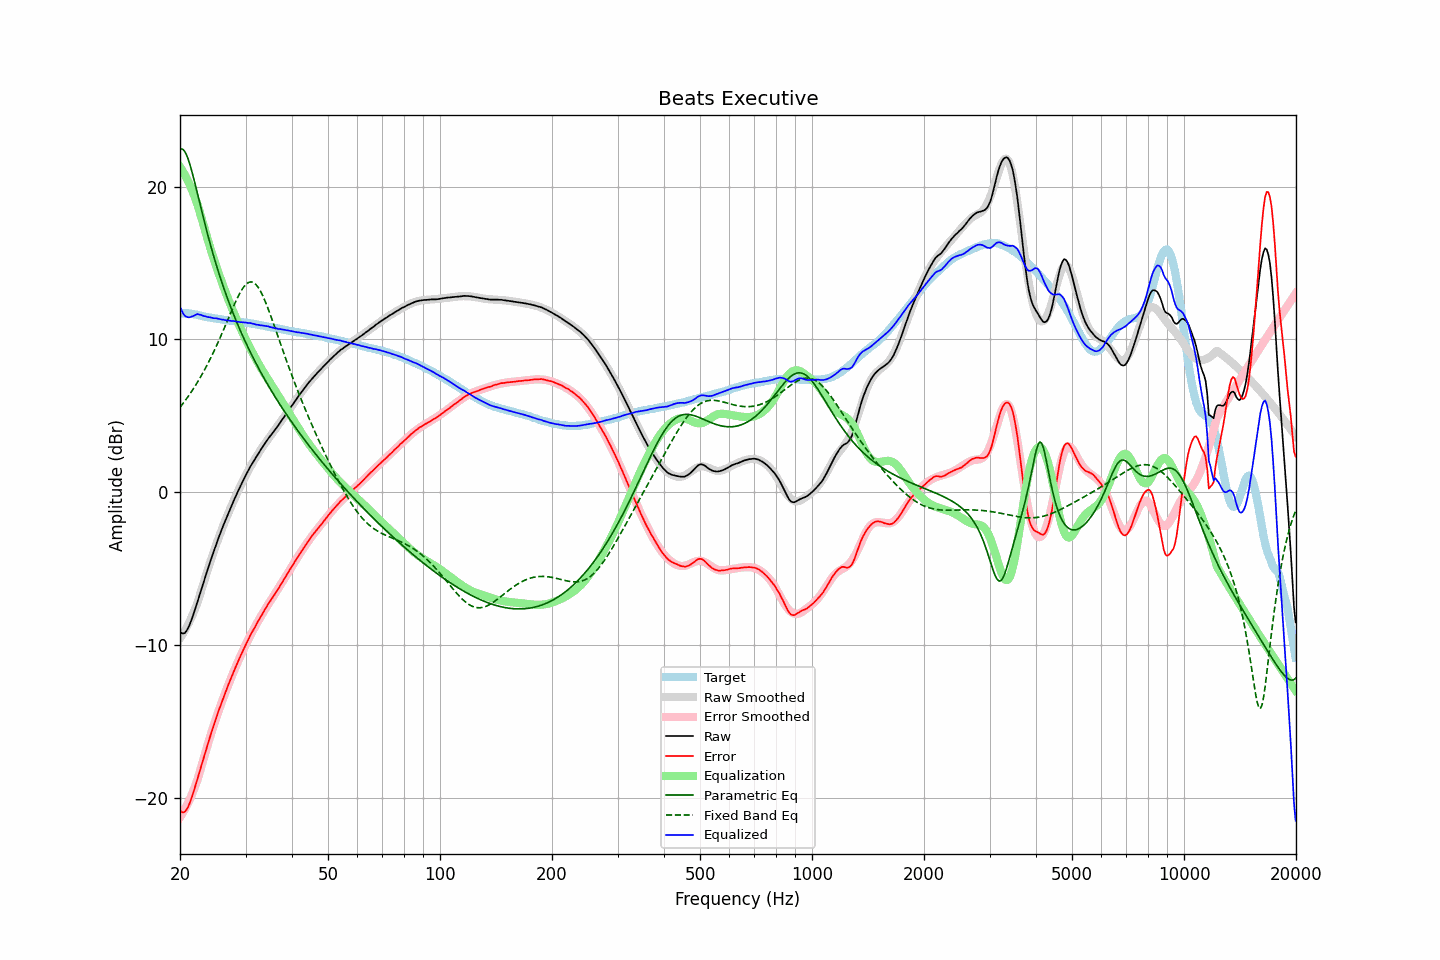 Beats Executive
Amplitude (dBr)
20
10
0
−10
−20
Target
Raw Smoothed
Error Smoothed
Raw
Error
Equalization
Parametric Eq
Fixed Band Eq
Equalized
20 50 100 200 500 1000 2000 5000 10000 20000
Frequency (Hz)